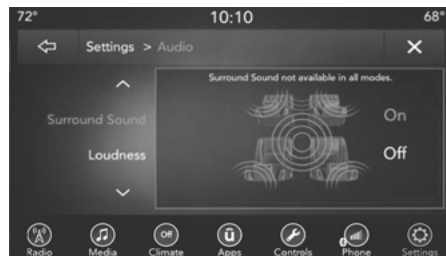 72° 10:10 68°
Settings > Audio
Surround Sound not available in all modes.
Surround Sound
On
Loudness
Off
Off
Radio Media Climate Apps Controls Phone Settings